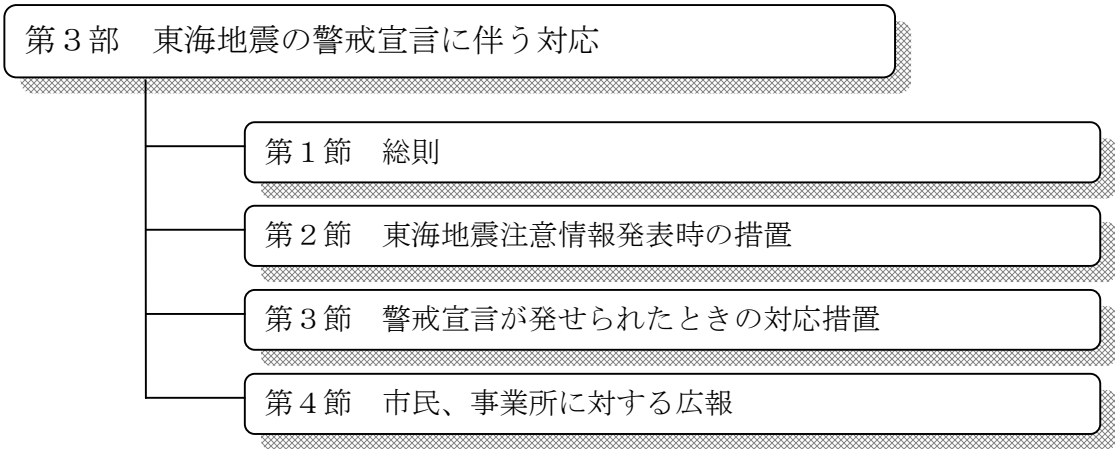 第３部　東海地震の警戒宣言に伴う対応
第１節　総則
第２節　東海地震注意情報発表時の措置
第３節　警戒宣言が発せられたときの対応措置
第４節　市民、事業所に対する広報